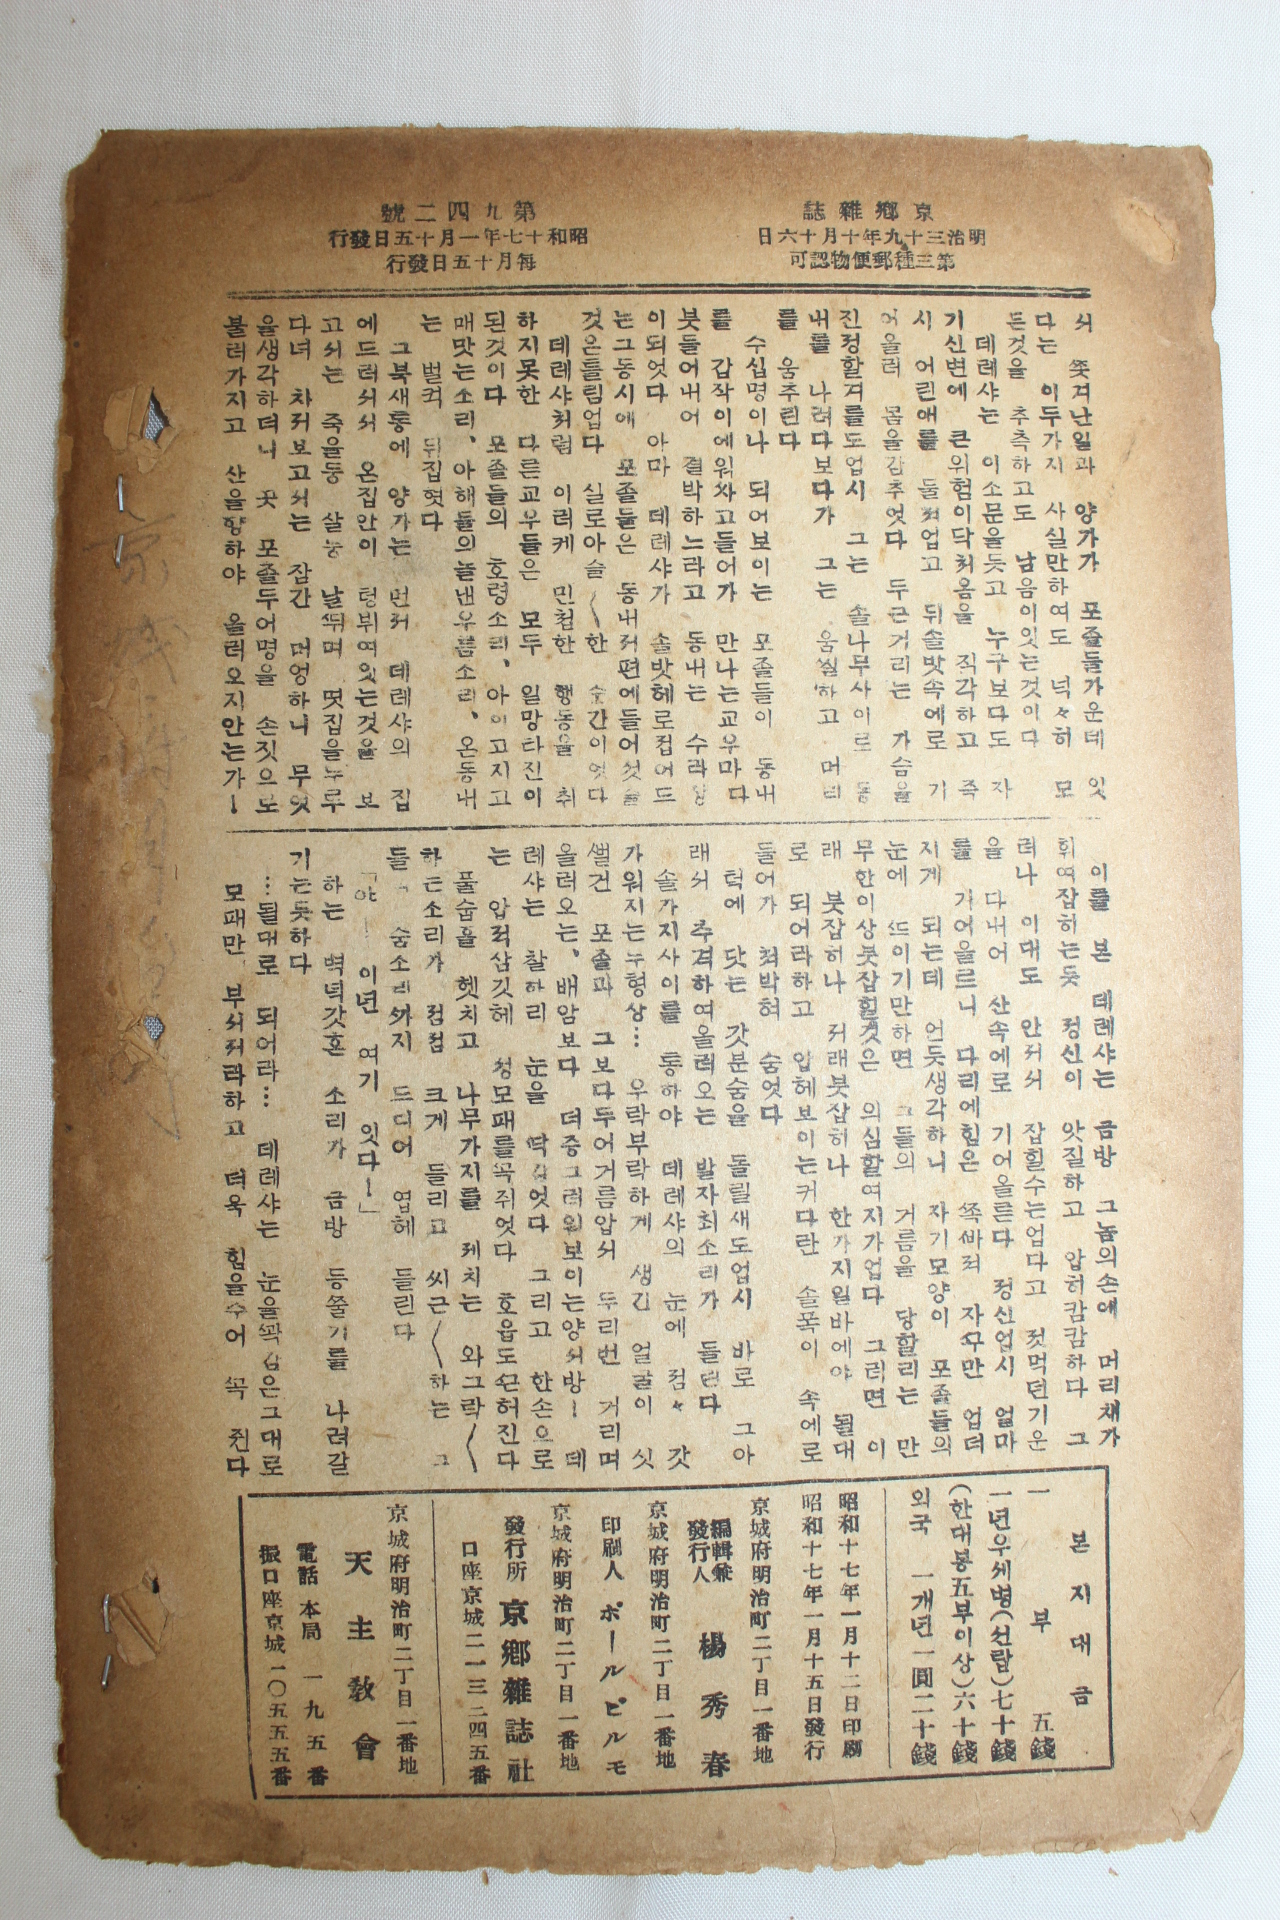 京鄕雜誌
明治三十九年十月十六日
第三種郵便物認可
第九四二號
昭和十七年一月十五日發行
每月十五日發行
서 쫏겨난일과 양가가 포졸들가운데 잇
다는 이두가지 사실만하여도 넉々히 모
든것을 추측하고도 남음이잇는것이다
데레샤는 이소문을듯고 누구보다도 자
기신변에 큰위험이닥처옴을 직각하고 즉
시 어린애를 둘처업고 뒤솔밧속에로 기
어올러 몸을감추엇다 두근거리는 가슴을
진정할겨를도업시 그는 솔나무사이로 동
내를 나려다보다가 그는 움씰하고 머리
를 움추린다
수십명이나 되어보이는 포졸들이 동내
를 갑작이에워싸고들어가 만나는교우마다
붓들어내어 결박하느라고 동내는 수라장
이되엇다 아마 데레샤가 솔밧헤로접어드
는그동시에 포졸들은 동내저편에들어섯슬
것은틀림업다 실로아슬〳〵한 순간이엇다
데레샤처럼 이러케 민첩한 행동을 취
하지못한 다른교우들은 모두 일망타진이
된것이다 포졸들의 호령소리、아이고지고
매맛는소리、아해들의놀낸우름소리、온동내
는 벌컥 뒤집혓다
그북새통에 양가는 먼저 데레샤의 집
에드러서서 온집안이 텅뷔여잇는것을 보
고서는 죽을둥 살둥 날뛰며 몃집을누루
다녀 차저보고서는 잠간 머엉하니 무엇
을생각하더니 곳 포졸두어명을 손짓으로
불러가지고 산을향하야 올러오지안는가ー
이를 본 데레샤는 금방 그놈의손에 머리채가
휘여잡히는듯 정신이 앗질하고 압히캄캄하다 그
러나 이대도 안저서 잡힐수는업다고 젓먹던기운
을 다내어 산속에로 기어올른다 정신업시 얼마
를 기어올르니 다리에힘은 쪽빠저 자꾸만 업더
지게 되는데 언듯생각하니 자기모양이 포졸들의
눈에 뜨이기만하면 그들의 거름을 당할리는 만
무한이상붓잡힐것은 의심할여지가업다 그러면 이
래 붓잡히나 저래붓잡히나 한가지일바에야 될대
로 되어라하고 압헤보이는커다란 솔폭이 속에로
들어가 처박혀 숨엇다
턱에 닷는 갓분숨을 돌릴새도업시 바로 그아
래서 추격하여올러오는 발자최소리가 들린다
솔가지사이를 통하야 데레샤의 눈에 점々 갓
가워지는누형상… 우락부락하게 생긴 얼굴이 싯
뻘건 포졸과 그보다두어거름압서 두리번 거리며
올러오는、배암보다 더증그러워보이는양서방ー 데
레샤는 찰하리 눈을 딱감엇다 그리고 한손으로
는 압적삼깃헤 성모패를꼭쥐엇다 호읍도끈허진다
풀숩흘 헷치고 나무가지를 제치는 와그락〳〵
하는소리가 점점 크게 들리고 씨근〳〵하는 그
들의 숨소리까지 드디어 엽헤 들린다
「야ー 이년 여기 잇다ー」
하는 벽녁갓흔 소리가 금방 등쭐기를 나려갈
기는듯하다
…될대로 되어라… 데레샤는 눈을꽉감은그대로
모패만 부서저라하고 더욱 힘을주어 꼭 쥔다
본지대금
一部 五錢
一년우세병(선랍)七十錢
(한대봉五부이상)六十錢
외국 一개년一圓二十錢
昭和十七年一月十二日印刷
昭和十七年一月十五日發行
京城府明治町二丁目一番地
編輯兼發行人 楊秀春
京城府明治町二丁目一番地
印刷人 ポールピルモ
京城府明治町二丁目一番地
發行所 京鄕雜誌社
口座京城二一三二四五番
京城府明治町二丁目一番地
天主敎會
電話本局 一九五番
振口座京城一〇五五五番